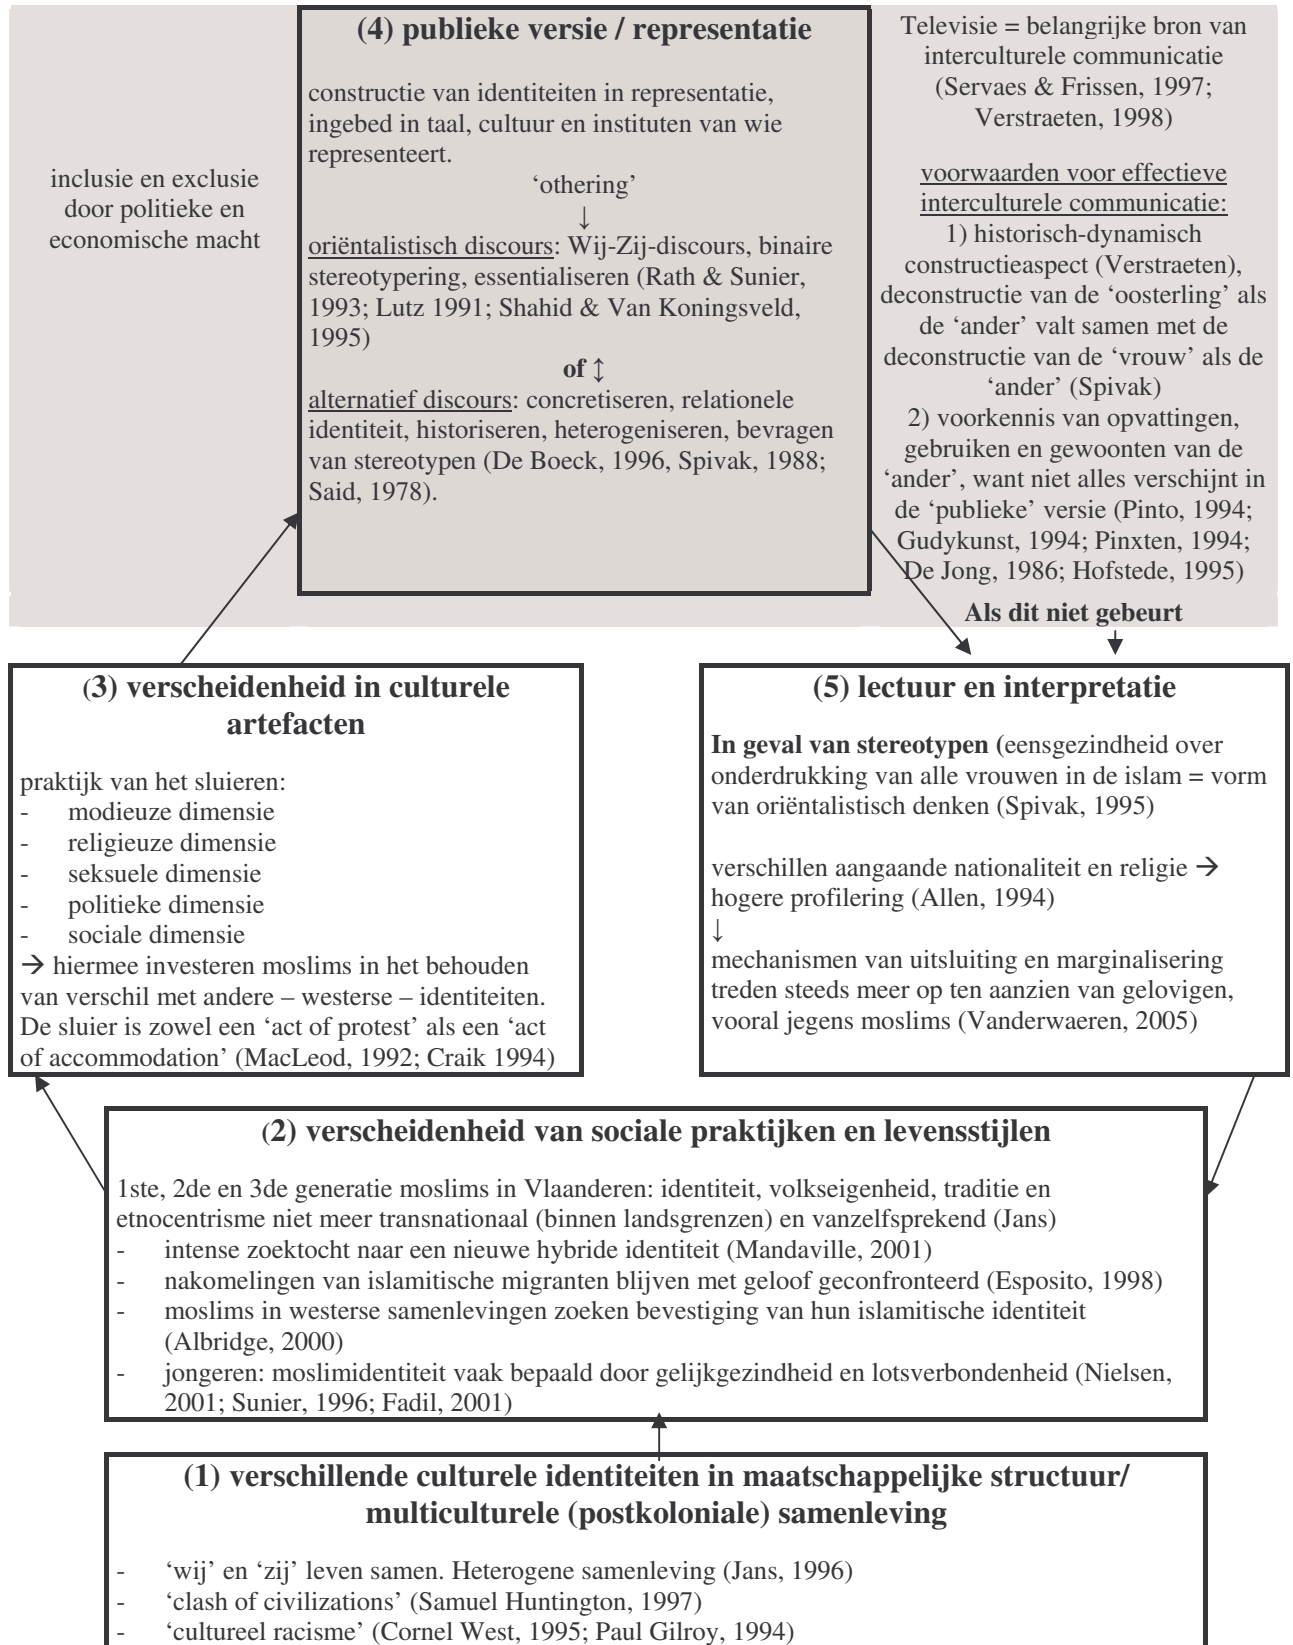 inclusie en exclusie
door politieke en
economische macht
(4) publieke versie / representatie
constructie van identiteiten in representatie,
ingebed in taal, cultuur en instituten van wie
representeert.
‘othering’
↓
oriëntalistisch discours: Wij-Zij-discours, binaire
stereotypering, essentialiseren (Rath & Sunier,
1993; Lutz 1991; Shahid & Van Koningsveld,
1995)
of ↕
alternatief discours: concretiseren, relationele
identiteit, historiseren, heterogeniseren, bevragen
van stereotypen (De Boeck, 1996, Spivak, 1988;
Said, 1978).
Televisie = belangrijke bron van
interculturele communicatie
(Servaes & Frissen, 1997;
Verstraeten, 1998)
voorwaarden voor effectieve
interculturele communicatie:
1) historisch-dynamisch
constructieaspect (Verstraeten),
deconstructie van de ‘oosterling’ als
de ‘ander’ valt samen met de
deconstructie van de ‘vrouw’ als de
‘ander’ (Spivak)
2) voorkennis van opvattingen,
gebruiken en gewoonten van de
‘ander’, want niet alles verschijnt in
de ‘publieke’ versie (Pinto, 1994;
Gudykunst, 1994; Pinxten, 1994;
De Jong, 1986; Hofstede, 1995)
Als dit niet gebeurt
(3) verscheidenheid in culturele
artefacten
praktijk van het sluieren:
- modieuze dimensie
- religieuze dimensie
- seksuele dimensie
- politieke dimensie
- sociale dimensie
→ hiermee investeren moslims in het behouden
van verschil met andere – westerse – identiteiten.
De sluier is zowel een ‘act of protest’ als een ‘act
of accommodation’ (MacLeod, 1992; Craik 1994)
(5) lectuur en interpretatie
In geval van stereotypen (eensgezindheid over
onderdrukking van alle vrouwen in de islam = vorm
van oriëntalistisch denken (Spivak, 1995)
verschillen aangaande nationaliteit en religie →
hogere profilering (Allen, 1994)
↓
mechanismen van uitsluiting en marginalisering
treden steeds meer op ten aanzien van gelovigen,
vooral jegens moslims (Vanderwaeren, 2005)
(2) verscheidenheid van sociale praktijken en levensstijlen
1ste, 2de en 3de generatie moslims in Vlaanderen: identiteit, volkseigenheid, traditie en
etnocentrisme niet meer transnationaal (binnen landsgrenzen) en vanzelfsprekend (Jans)
- intense zoektocht naar een nieuwe hybride identiteit (Mandaville, 2001)
- nakomelingen van islamitische migranten blijven met geloof geconfronteerd (Esposito, 1998)
- moslims in westerse samenlevingen zoeken bevestiging van hun islamitische identiteit
(Albridge, 2000)
- jongeren: moslimidentiteit vaak bepaald door gelijkgezindheid en lotsverbondenheid (Nielsen,
2001; Sunier, 1996; Fadil, 2001)
(1) verschillende culturele identiteiten in maatschappelijke structuur/
multiculturele (postkoloniale) samenleving
- ‘wij’ en ‘zij’ leven samen. Heterogene samenleving (Jans, 1996)
- ‘clash of civilizations’ (Samuel Huntington, 1997)
- ‘cultureel racisme’ (Cornel West, 1995; Paul Gilroy, 1994)